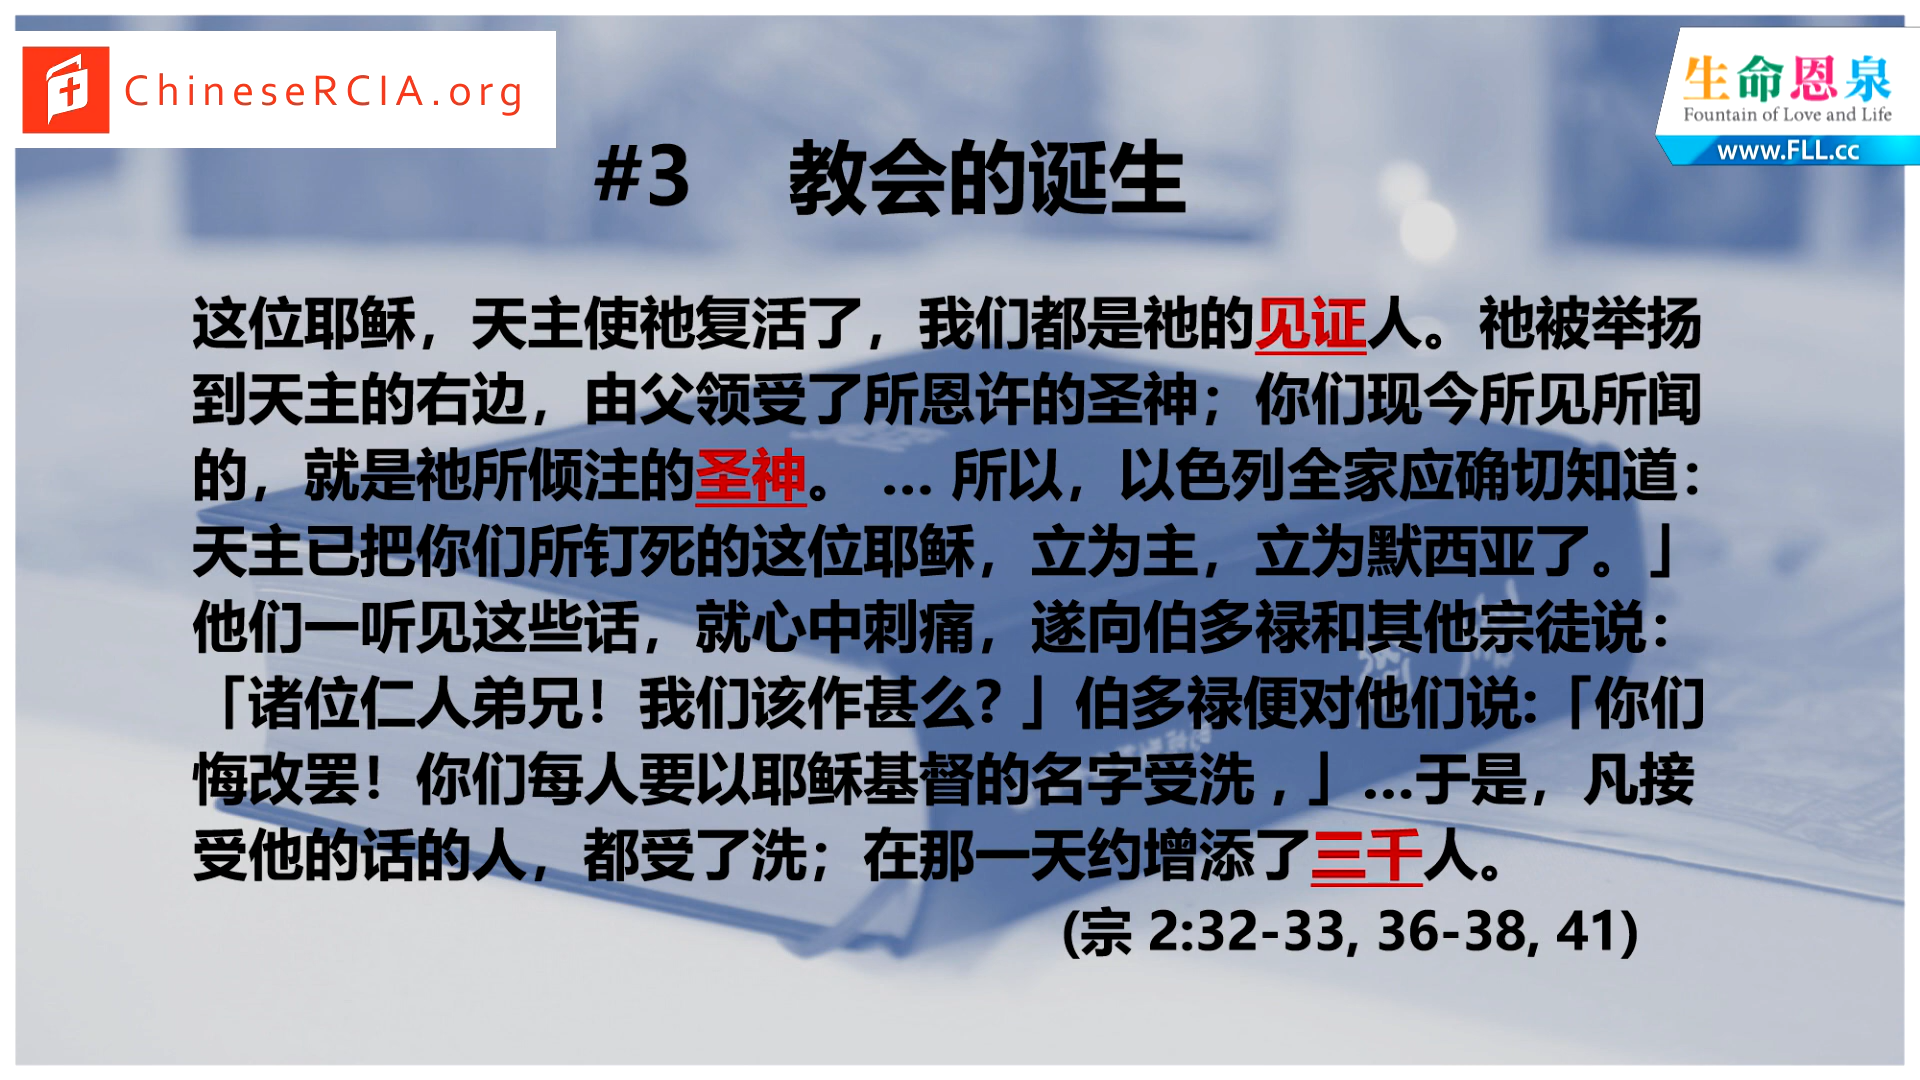 ChineseRCIA.org
生命恩泉
Fountain of Love and Life
www.FLL.cc
#3 教会的诞生
这位耶稣，天主使祂复活了，我们都是祂的见证人。祂被举扬
到天主的右边，由父领受了所恩许的圣神；你们现今所见所闻
的，就是祂所倾注的圣神。 … 所以，以色列全家应确切知道：
天主已把你们所钉死的这位耶稣，立为主，立为默西亚了。」
他们一听见这些话，就心中刺痛，遂向伯多禄和其他宗徒说：
「诸位仁人弟兄！我们该作甚么？」伯多禄便对他们说:「你们
悔改罢！你们每人要以耶稣基督的名字受洗，」…于是，凡接
受他的话的人，都受了洗；在那一天约增添了三千人。
(宗 2:32-33, 36-38, 41)